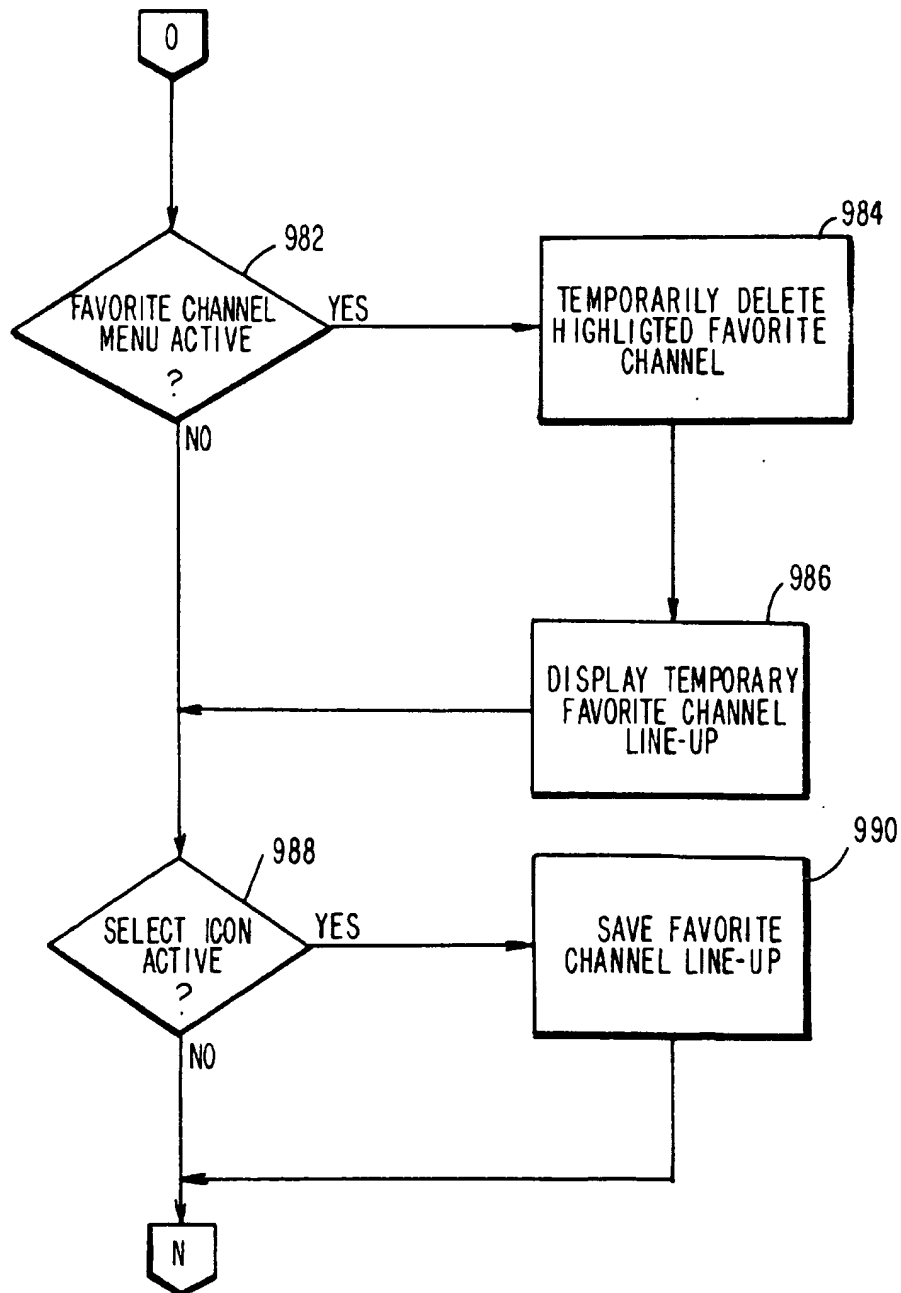 O
982
FAVORITE CHANNEL
MENU ACTIVE
?
YES
NO
984
TEMPORARILY DELETE
HIGHLIGTED FAVORITE
CHANNEL
986
DISPLAY TEMPORARY
FAVORITE CHANNEL
LINE-UP
988
SELECT ICON
ACTIVE
?
YES
NO
990
SAVE FAVORITE
CHANNEL LINE-UP
N